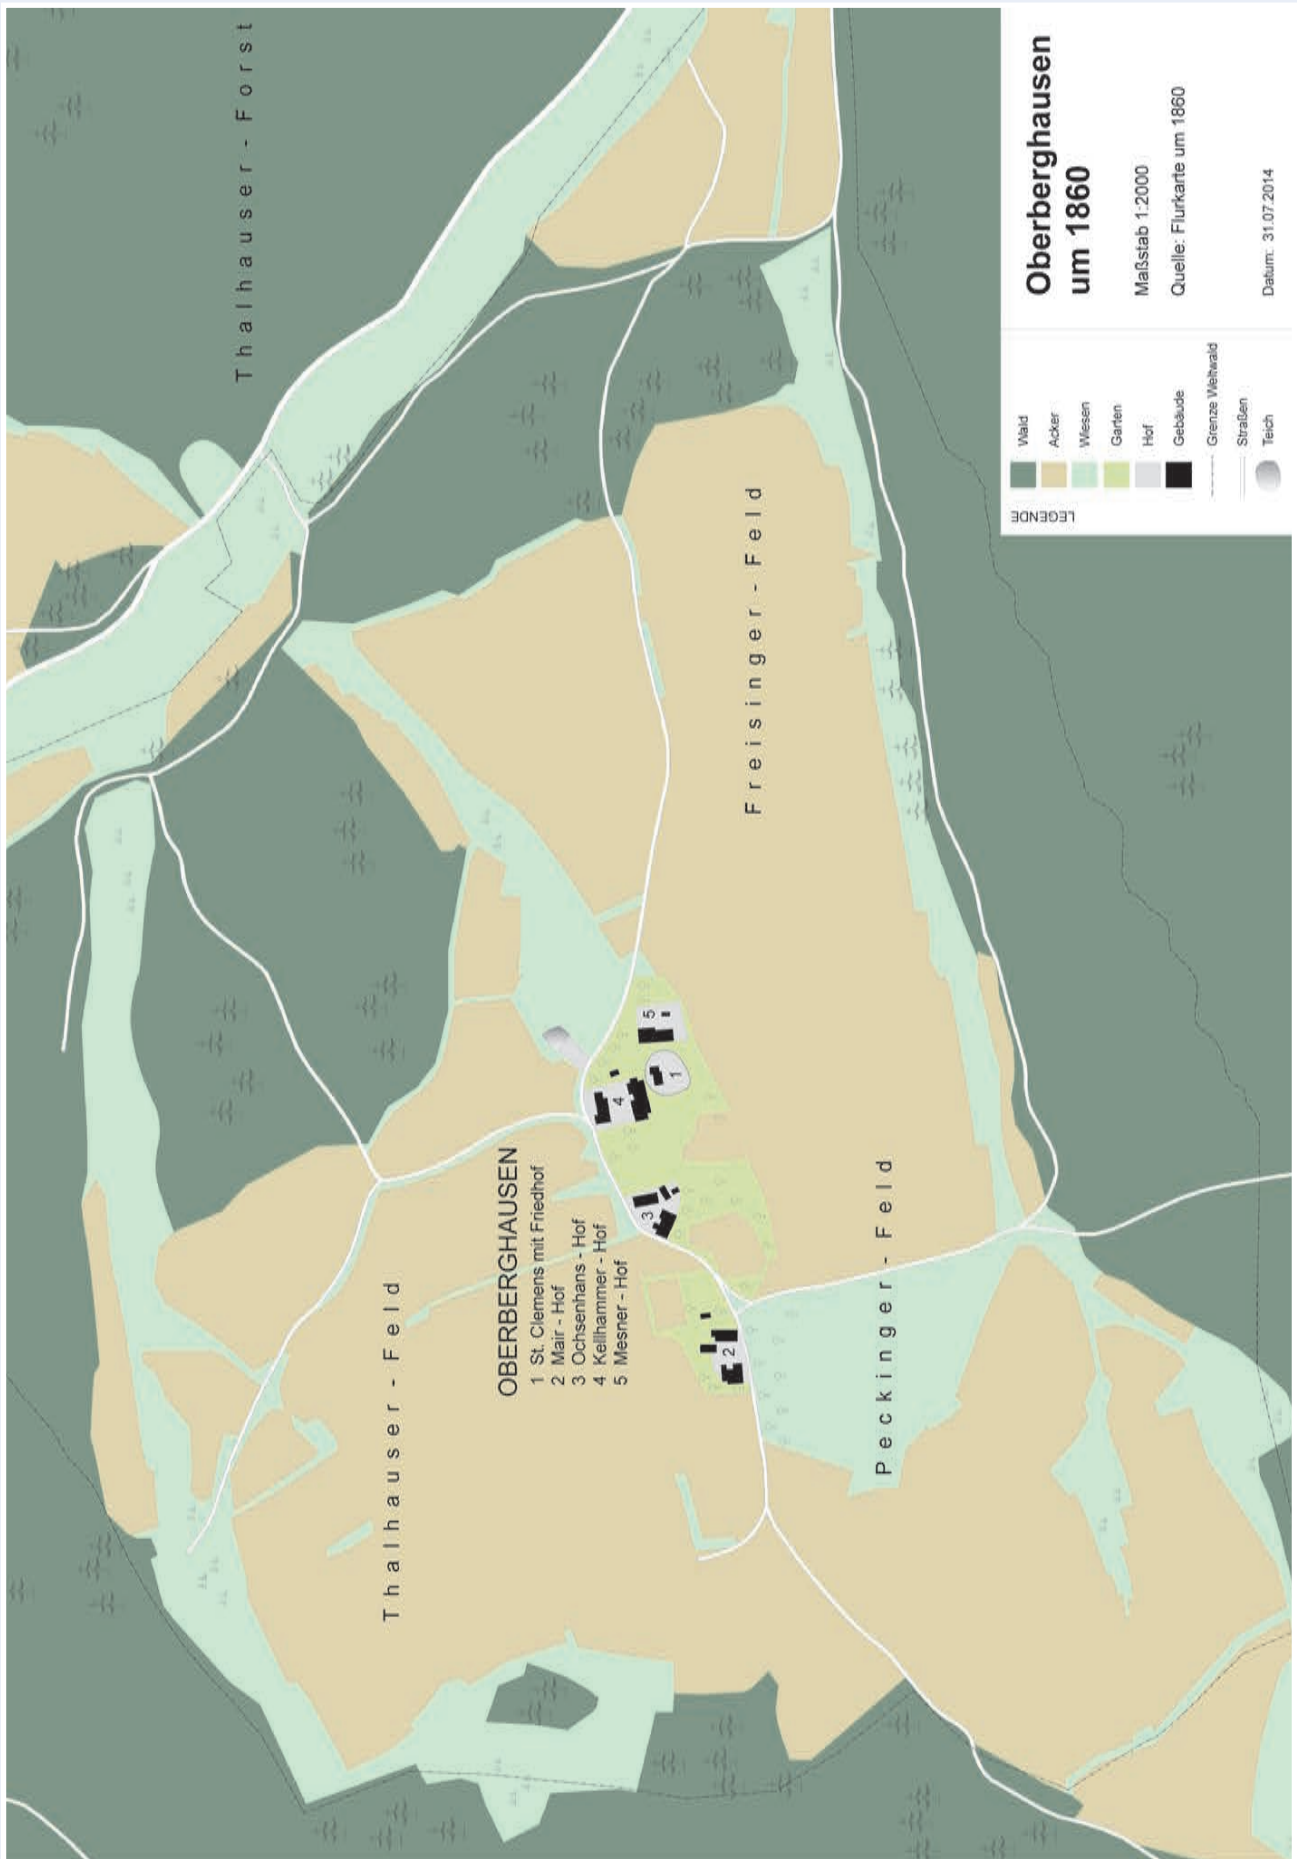 Thalhauser-Forst
Freisinger-Feld
Thalhauser-Feld
Peckinger-Feld
OBERBERGHAUSEN
1 St. Clemens mit Friedhof
2 Mair - Hof
3 Ochsenhans - Hof
4 Kellhammer - Hof
5 Mesner - Hof
1
2
3
4
5
LEGENDE
Wald
Acker
Wiesen
Garten
Hof
Gebäude
Grenze Weltwald
Straßen
Teich
Oberberghausen
um 1860
Maßstab 1:2000
Quelle: Flurkarte um 1860
Datum: 31.07.2014